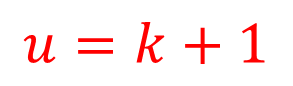 u = k + 1